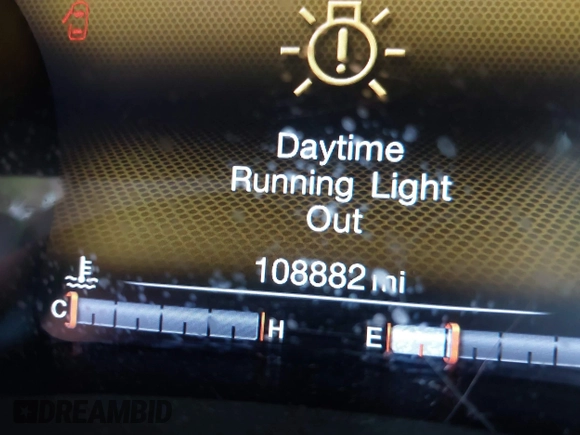 Daytime
Running Light
Out
108882 mi
C H E
DREAMBID